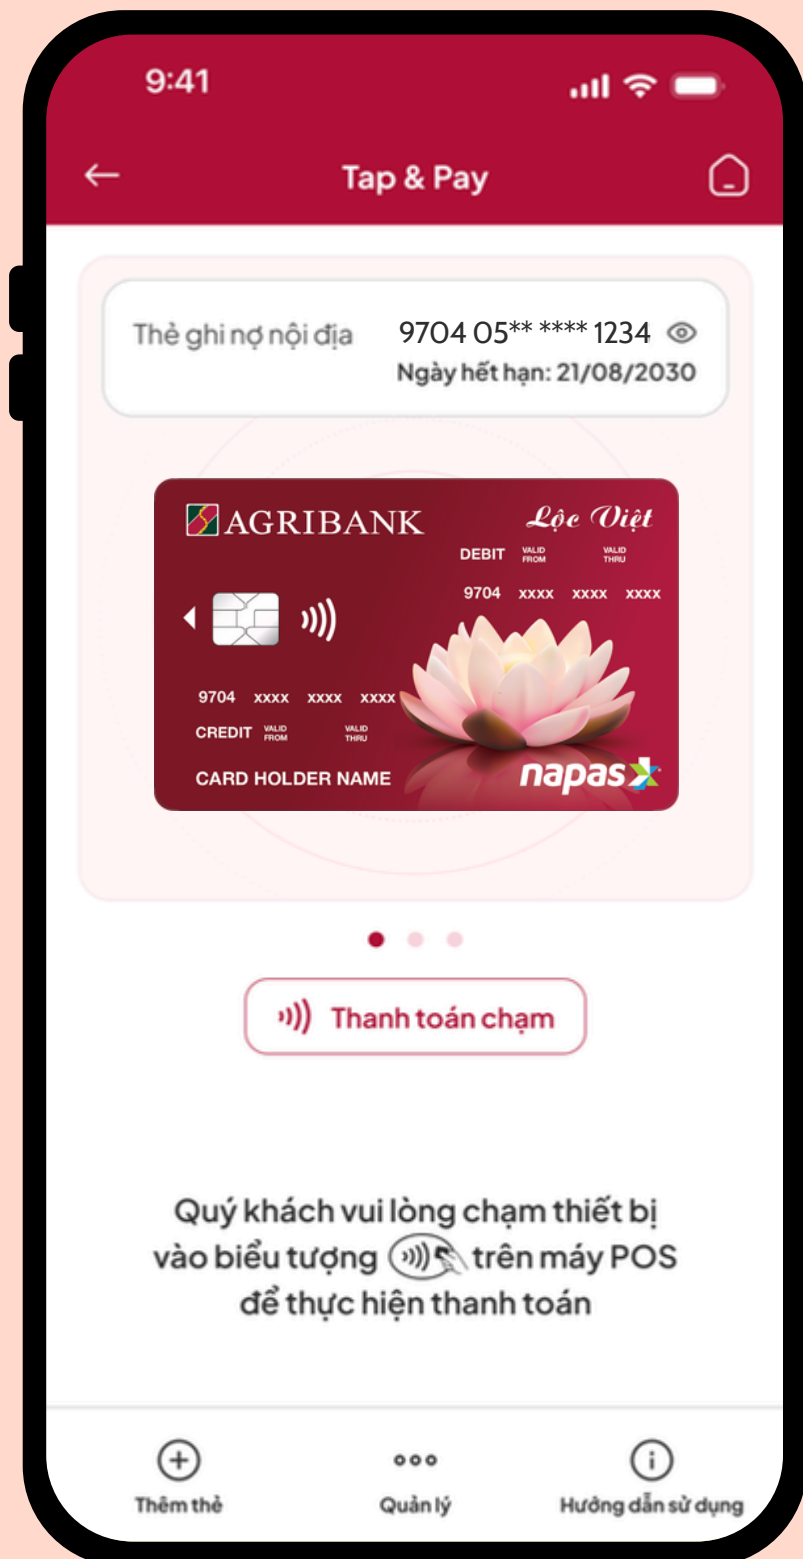 9:41
Tap & Pay
Thẻ ghi nợ nội địa 9704 05** **** 1234
Ngày hết hạn: 21/08/2030
AGRIBANK Lộc Việt
DEBIT VALID FROM VALID THRU
9704 xxxx xxxx xxxx
9704 xxxx xxxx xxxx
CREDIT VALID FROM VALID THRU
CARD HOLDER NAME napas
Thanh toán chạm
Quý khách vui lòng chạm thiết bị
vào biểu tượng trên máy POS
để thực hiện thanh toán
Thêm thẻ Quản lý Hướng dẫn sử dụng